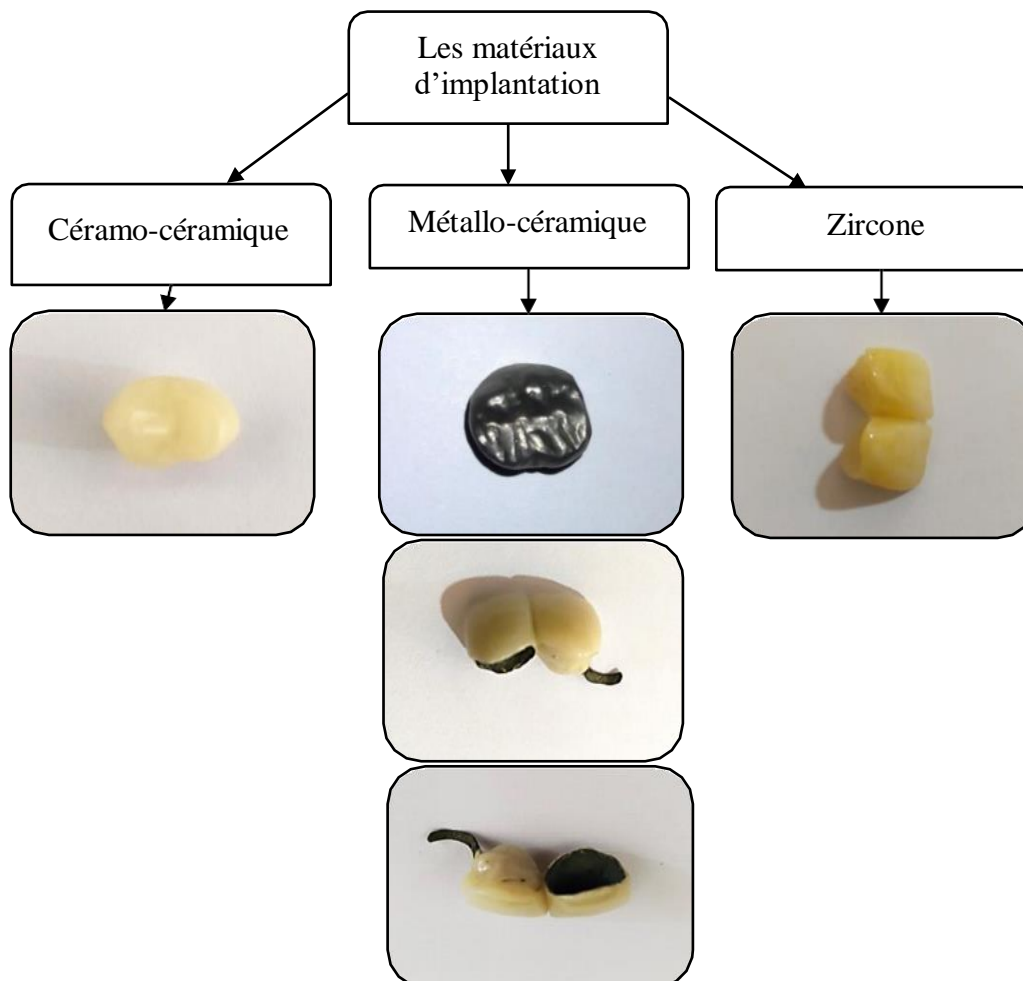 Les matériaux
d’implantation
Céramo-céramique
Métallo-céramique
Zircone